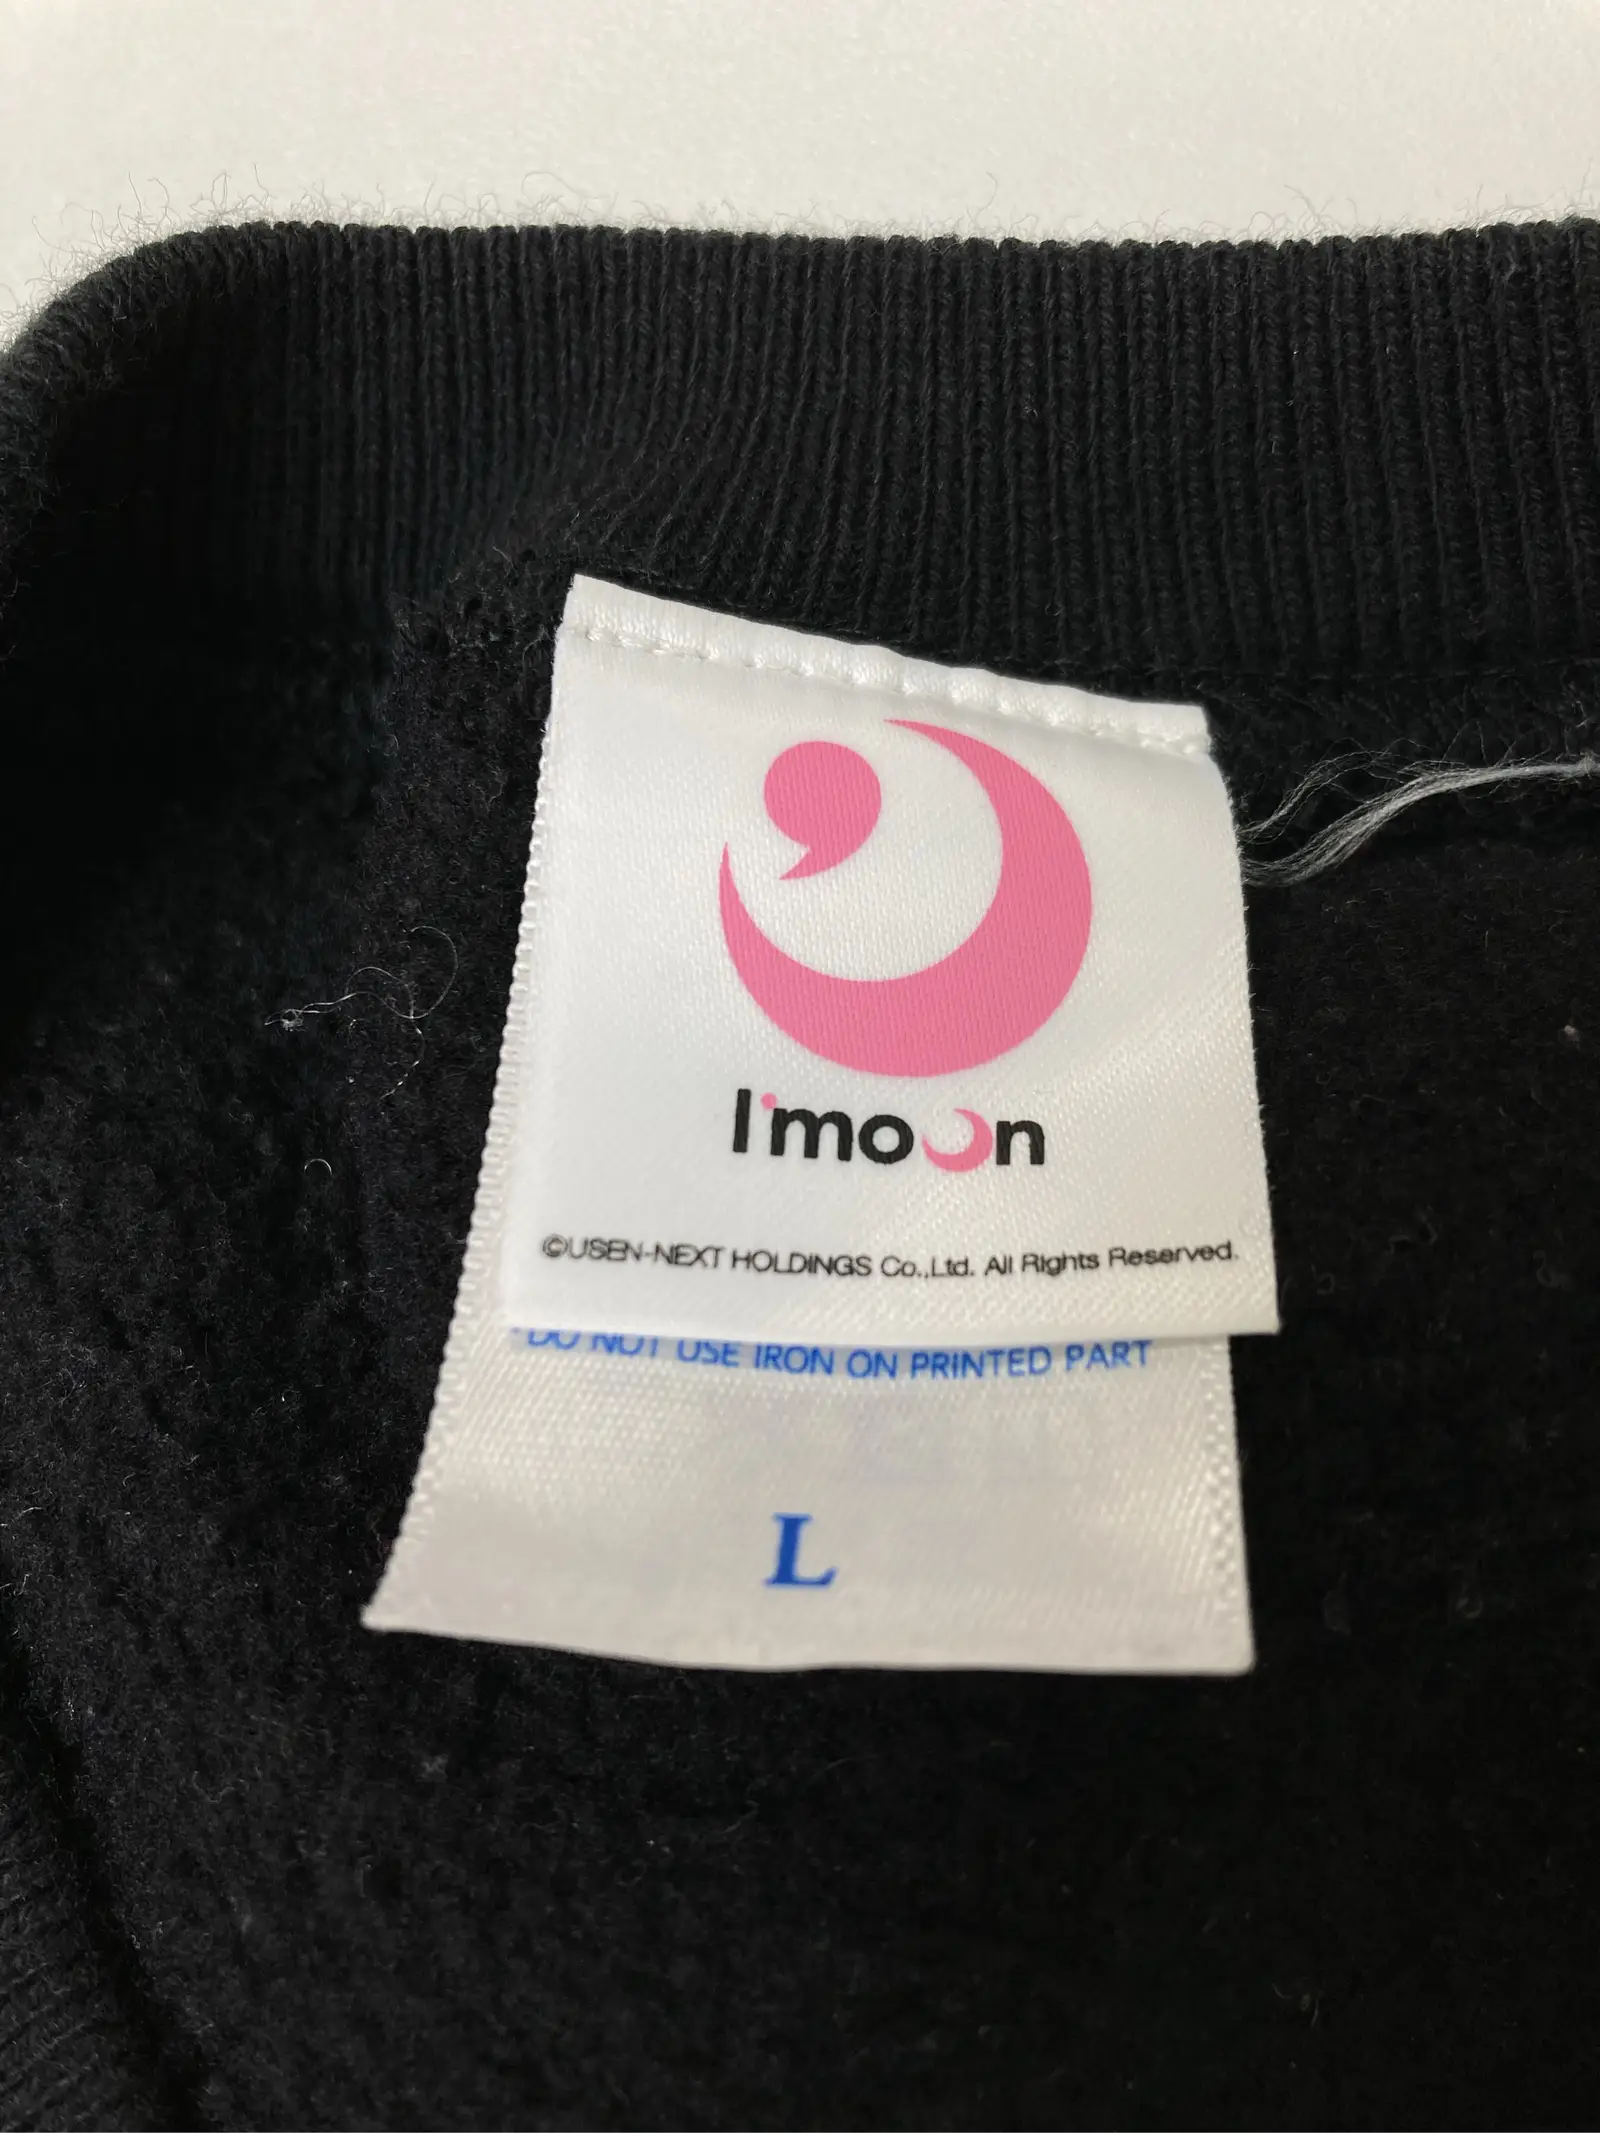 I'moon
©USEN-NEXT HOLDINGS Co.,Ltd. All Rights Reserved.
・DO NOT USE IRON ON PRINTED PART
L